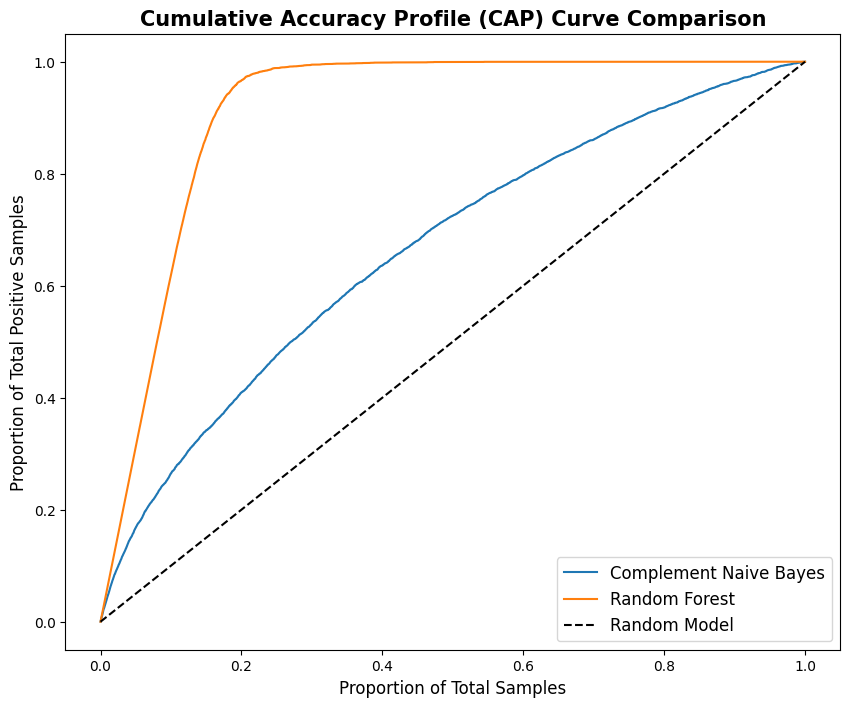 Cumulative Accuracy Profile (CAP) Curve Comparison
Proportion of Total Positive Samples
1.0
0.8
0.6
0.4
0.2
0.0
Complement Naive Bayes
Random Forest
Random Model
0.0 0.2 0.4 0.6 0.8 1.0
Proportion of Total Samples